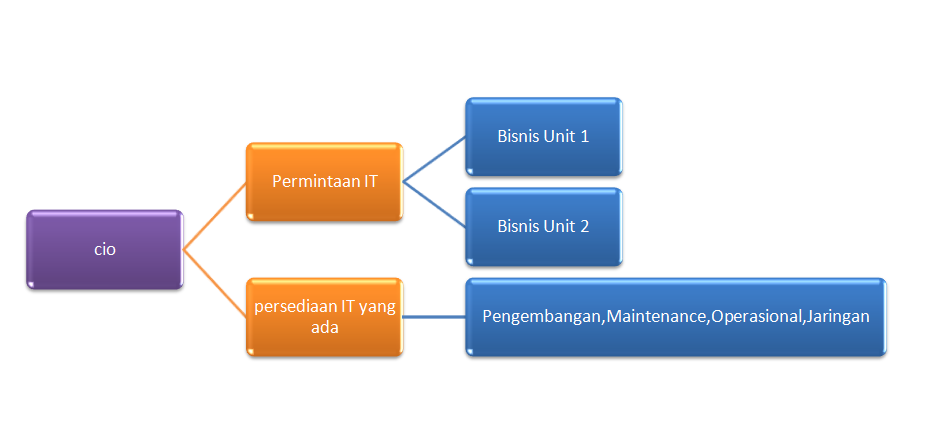 cio
Permintaan IT
Bisnis Unit 1
Bisnis Unit 2
persediaan IT yang
ada
Pengembangan,Maintenance,Operasional,Jaringan